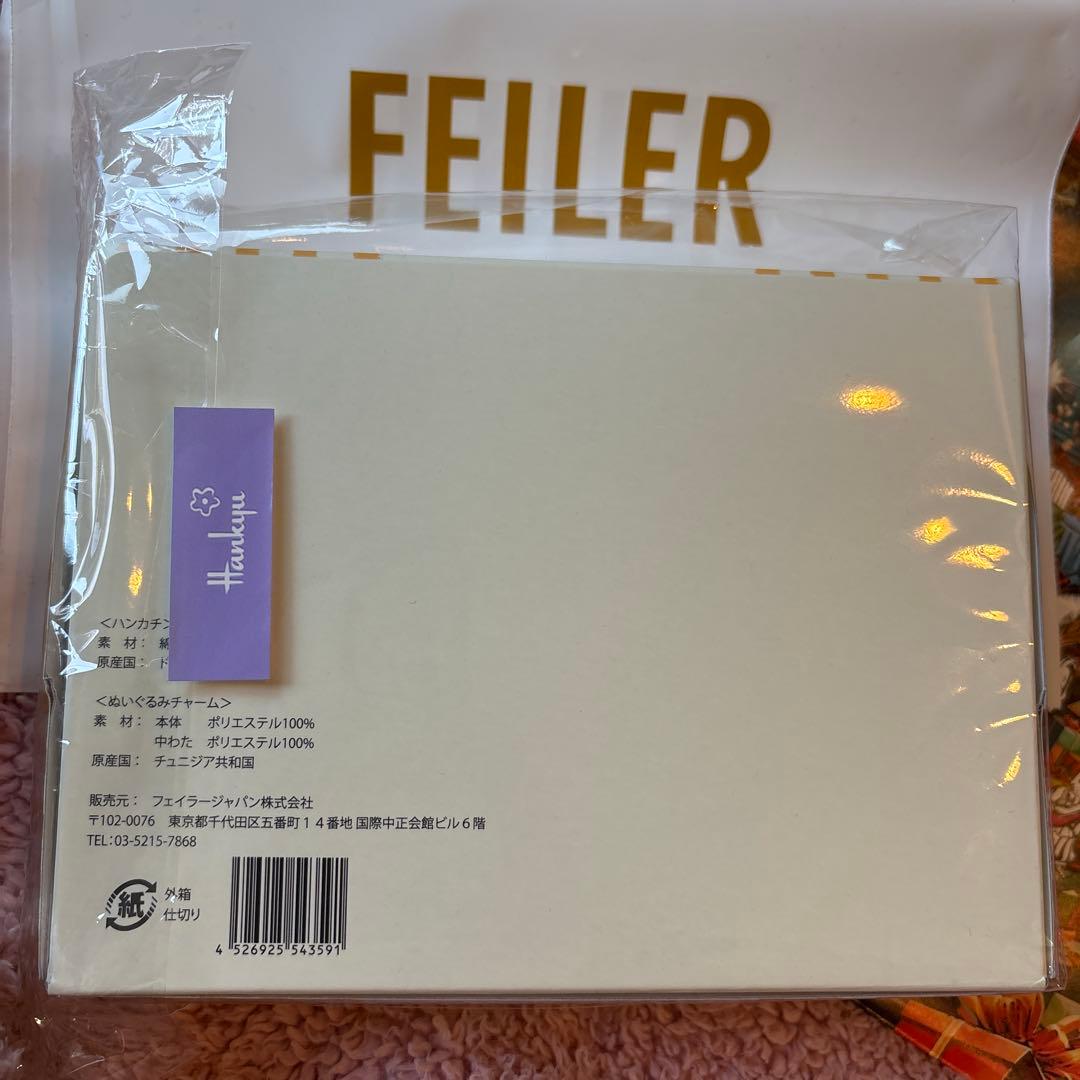 FEILER
Hankyu
<ハンカチ>
素 材：
原産国：
<ぬいぐるみチャーム>
素 材： 本体 ポリエステル100%
中わた ポリエステル100%
原産国： チュニジア共和国
販売元： フェイラージャパン株式会社
〒102-0076 東京都千代田区五番町１４番地 国際中正会館ビル６階
TEL:03-5215-7868
紙 外箱
仕切り
4 526925 543591